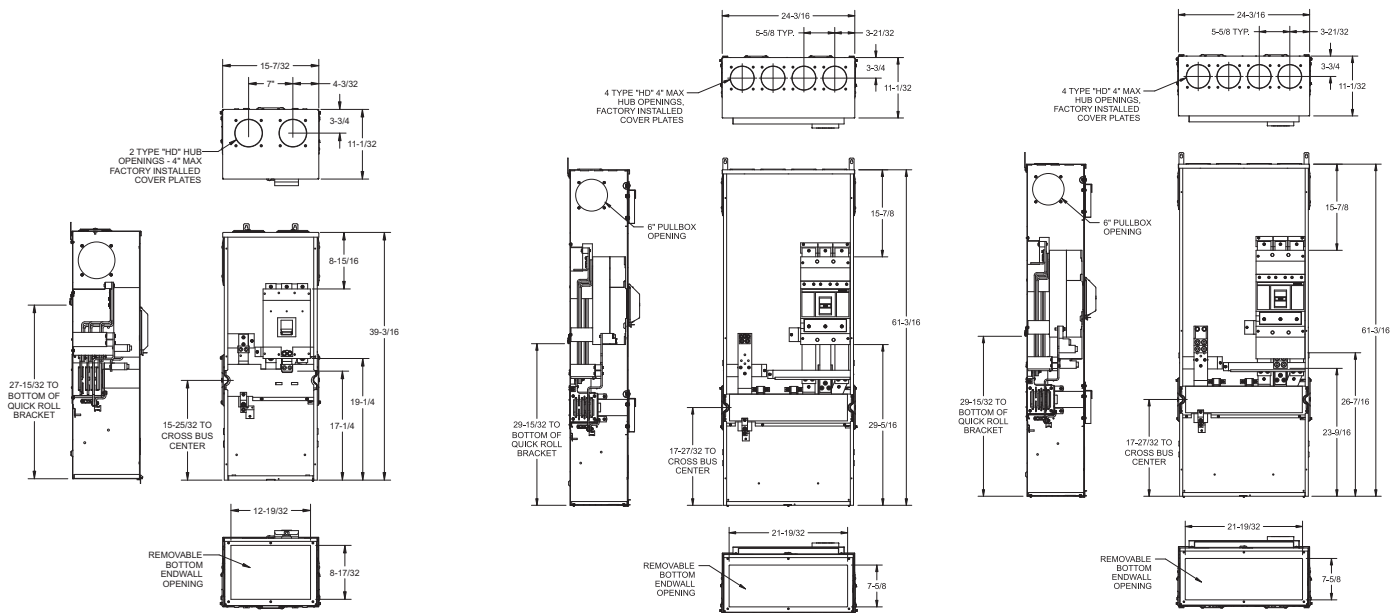 15-7/32
7"
4-3/32
3-3/4
11-1/32
2 TYPE "HD" HUB
OPENINGS - 4" MAX
FACTORY INSTALLED
COVER PLATES
27-15/32 TO
BOTTOM OF
QUICK ROLL
BRACKET
8-15/16
39-3/16
15-25/32 TO
CROSS BUS
CENTER
19-1/4
17-1/4
12-19/32
REMOVABLE
BOTTOM
ENDWALL
OPENING
8-17/32
24-3/16
5-5/8 TYP.
3-21/32
3-3/4
11-1/32
4 TYPE "HD" 4" MAX
HUB OPENINGS,
FACTORY INSTALLED
COVER PLATES
6" PULLBOX
OPENING
15-7/8
61-3/16
29-15/32 TO
BOTTOM OF
QUICK ROLL
BRACKET
17-27/32 TO
CROSS BUS
CENTER
29-5/16
21-19/32
REMOVABLE
BOTTOM
ENDWALL
OPENING
7-5/8
24-3/16
5-5/8 TYP.
3-21/32
3-3/4
11-1/32
4 TYPE "HD" 4" MAX
HUB OPENINGS,
FACTORY INSTALLED
COVER PLATES
6" PULLBOX
OPENING
15-7/8
61-3/16
29-15/32 TO
BOTTOM OF
QUICK ROLL
BRACKET
17-27/32 TO
CROSS BUS
CENTER
26-7/16
23-9/16
21-19/32
REMOVABLE
BOTTOM
ENDWALL
OPENING
7-5/8